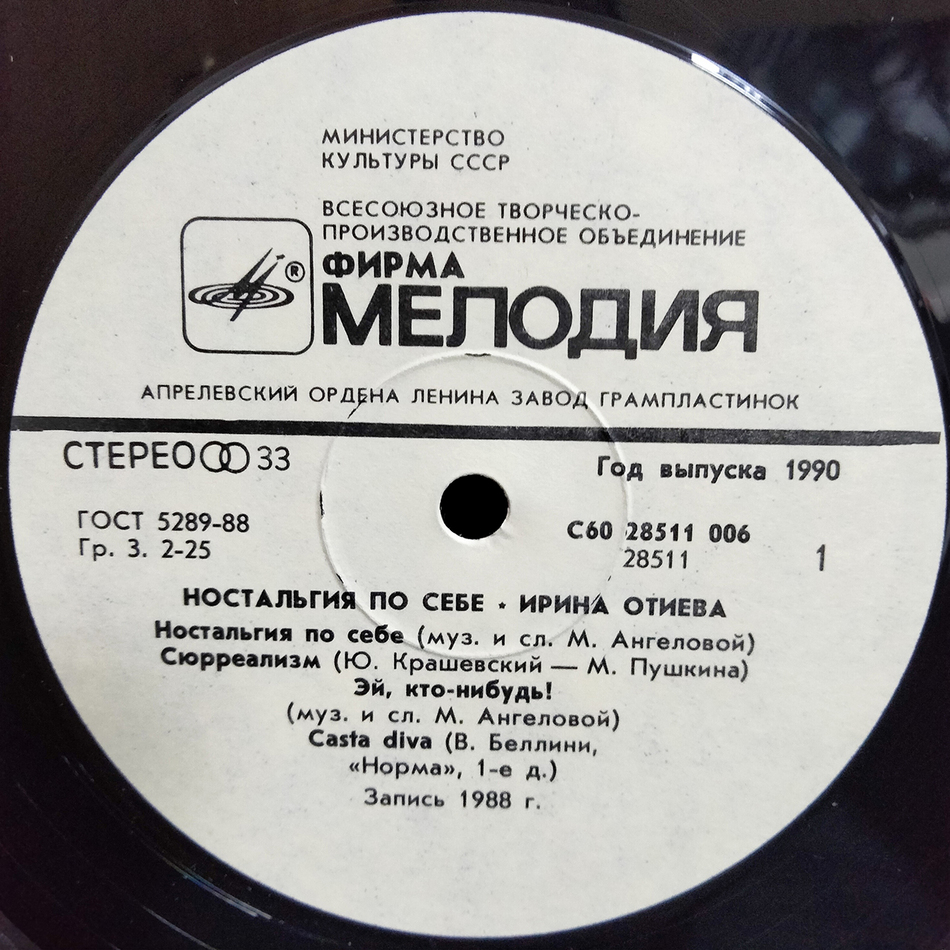 МИНИСТЕРСТВО
КУЛЬТУРЫ СССР
ВСЕСОЮЗНОЕ ТВОРЧЕСКО-
ПРОИЗВОДСТВЕННОЕ ОБЪЕДИНЕНИЕ
®
ФИРМА
МЕЛОДИЯ
АПРЕЛЕВСКИЙ ОРДЕНА ЛЕНИНА ЗАВОД ГРАМПЛАСТИНОК
СТЕРЕО 33
Год выпуска 1990
ГОСТ 5289-88
Гр. 3. 2-25
С60 28511 006
28511
1
НОСТАЛЬГИЯ ПО СЕБЕ • ИРИНА ОТИЕВА
Ностальгия по себе (муз. и сл. М. Ангеловой)
Сюрреализм (Ю. Крашевский — М. Пушкина)
Эй, кто-нибудь!
(муз. и сл. М. Ангеловой)
Casta diva (В. Беллини,
«Норма», 1-е д.)
Запись 1988 г.